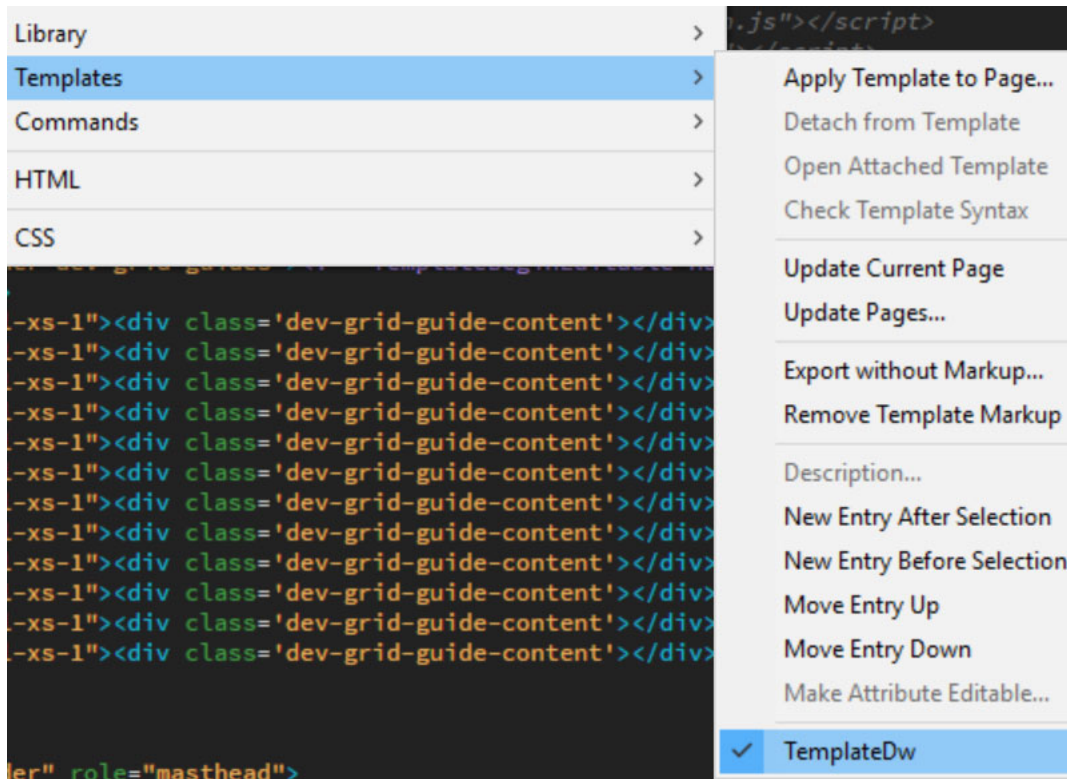 Library
Templates
Commands
HTML
CSS
.js"></script>
Apply Template to Page...
Detach from Template
Open Attached Template
Check Template Syntax
Update Current Page
Update Pages...
Export without Markup...
Remove Template Markup
Description...
New Entry After Selection
New Entry Before Selection
Move Entry Up
Move Entry Down
Make Attribute Editable...
TemplateDw
-xs-1"><div class='dev-grid-guide-content'></div>
-xs-1"><div class='dev-grid-guide-content'></div>
-xs-1"><div class='dev-grid-guide-content'></div>
-xs-1"><div class='dev-grid-guide-content'></div>
-xs-1"><div class='dev-grid-guide-content'></div>
-xs-1"><div class='dev-grid-guide-content'></div>
-xs-1"><div class='dev-grid-guide-content'></div>
-xs-1"><div class='dev-grid-guide-content'></div>
-xs-1"><div class='dev-grid-guide-content'></div>
-xs-1"><div class='dev-grid-guide-content'></div>
-xs-1"><div class='dev-grid-guide-content'></div>
-xs-1"><div class='dev-grid-guide-content'></div>
der" role="masthead">